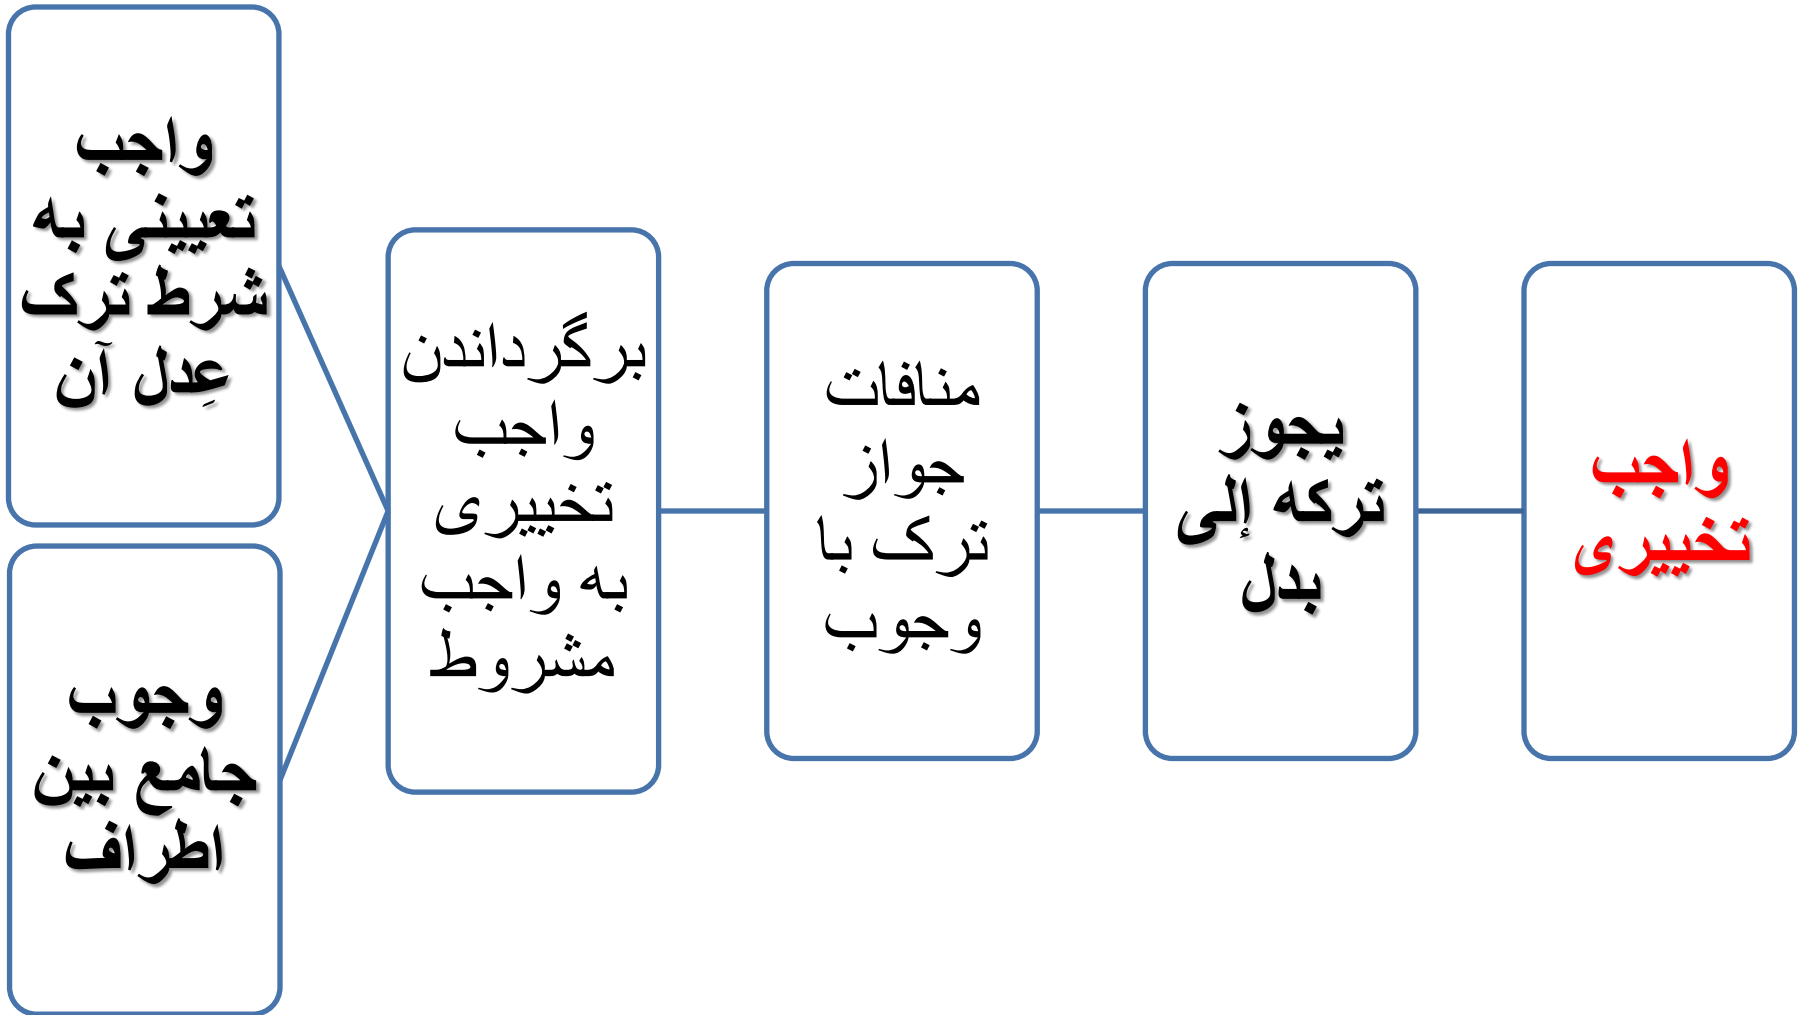 واجب
تخییری
یجوز
ترکه إلی
بدل
منافات
جواز
ترک با
وجوب
برگرداندن
واجب
تخییری
به واجب
مشروط
واجب
تعیینی به
شرط ترک
عِدل آن
وجوب
جامع بین
اطراف